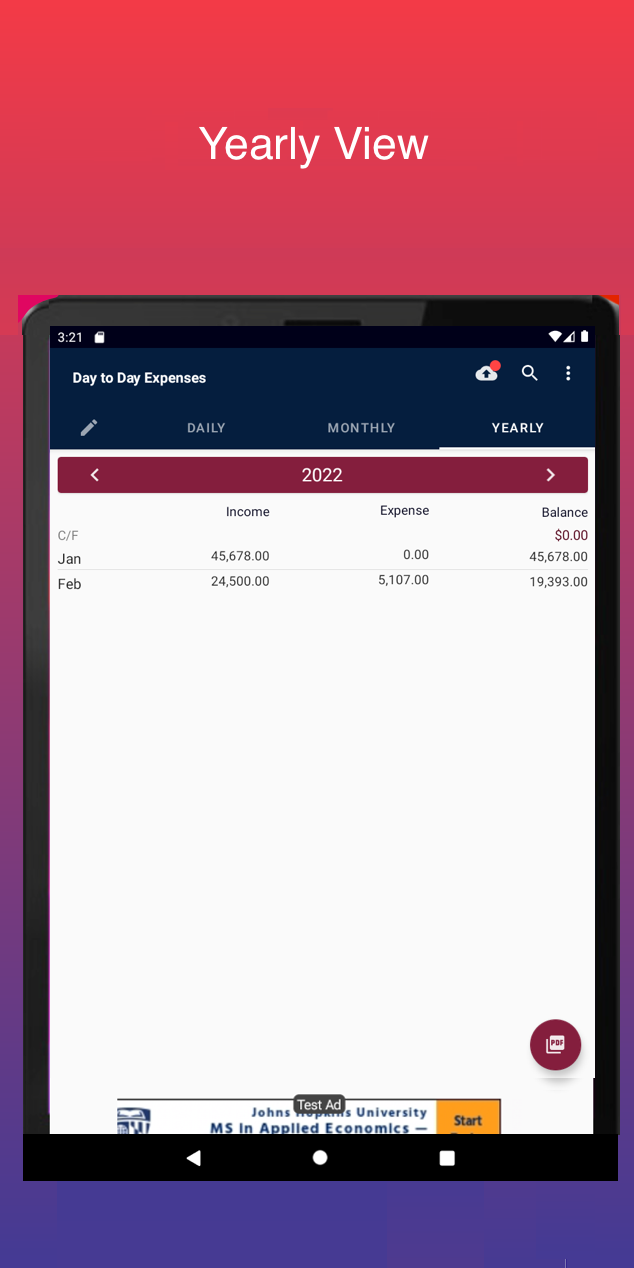 Yearly View
3:21
Day to Day Expenses
DAILY MONTHLY YEARLY
2022
Income Expense Balance
C/F $0.00
Jan 45,678.00 0.00 45,678.00
Feb 24,500.00 5,107.00 19,393.00
PDF
Test Ad
Johns Hopkins University
MS in Applied Economics —
Start